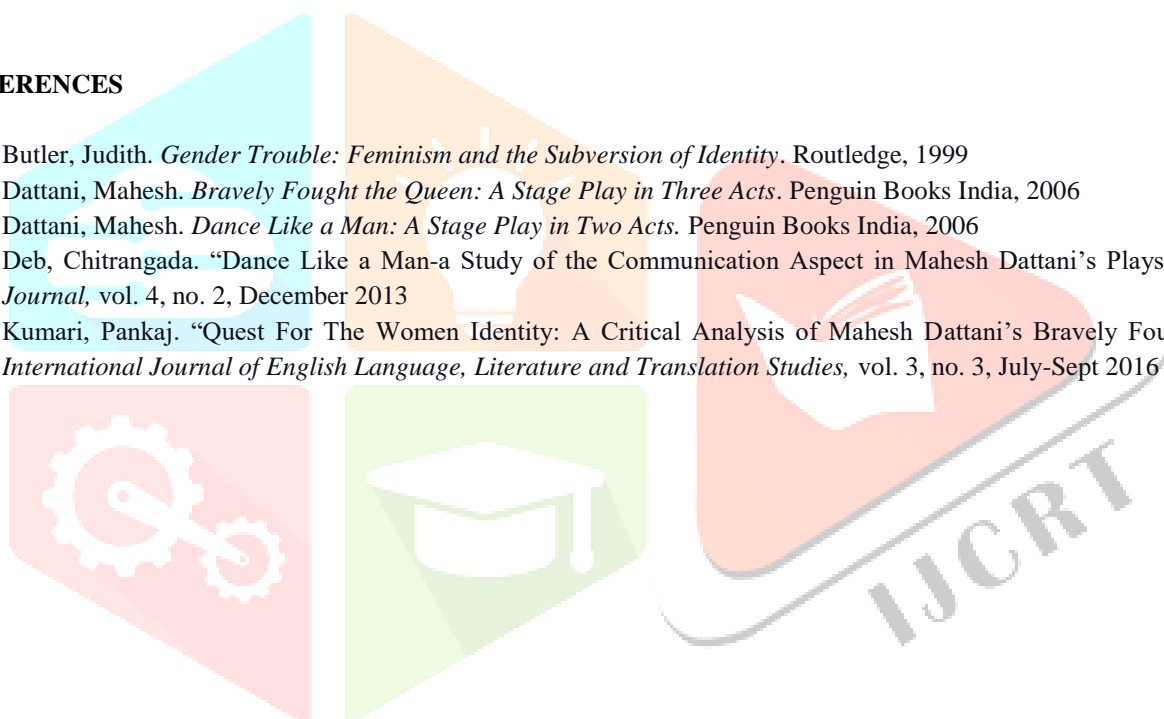 ERENCES
Butler, Judith. Gender Trouble: Feminism and the Subversion of Identity. Routledge, 1999
Dattani, Mahesh. Bravely Fought the Queen: A Stage Play in Three Acts. Penguin Books India, 2006
Dattani, Mahesh. Dance Like a Man: A Stage Play in Two Acts. Penguin Books India, 2006
Deb, Chitrangada. “Dance Like a Man-a Study of the Communication Aspect in Mahesh Dattani’s Plays
Journal, vol. 4, no. 2, December 2013
Kumari, Pankaj. “Quest For The Women Identity: A Critical Analysis of Mahesh Dattani’s Bravely Fou
International Journal of English Language, Literature and Translation Studies, vol. 3, no. 3, July-Sept 2016
IJCRT